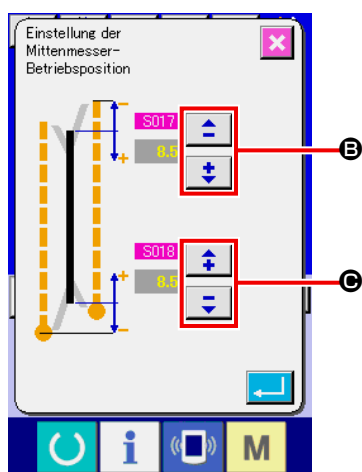 Einstellung der
Mittenmesser-
Betriebsposition
S017
8.5
B
S018
8.5
C
i
M